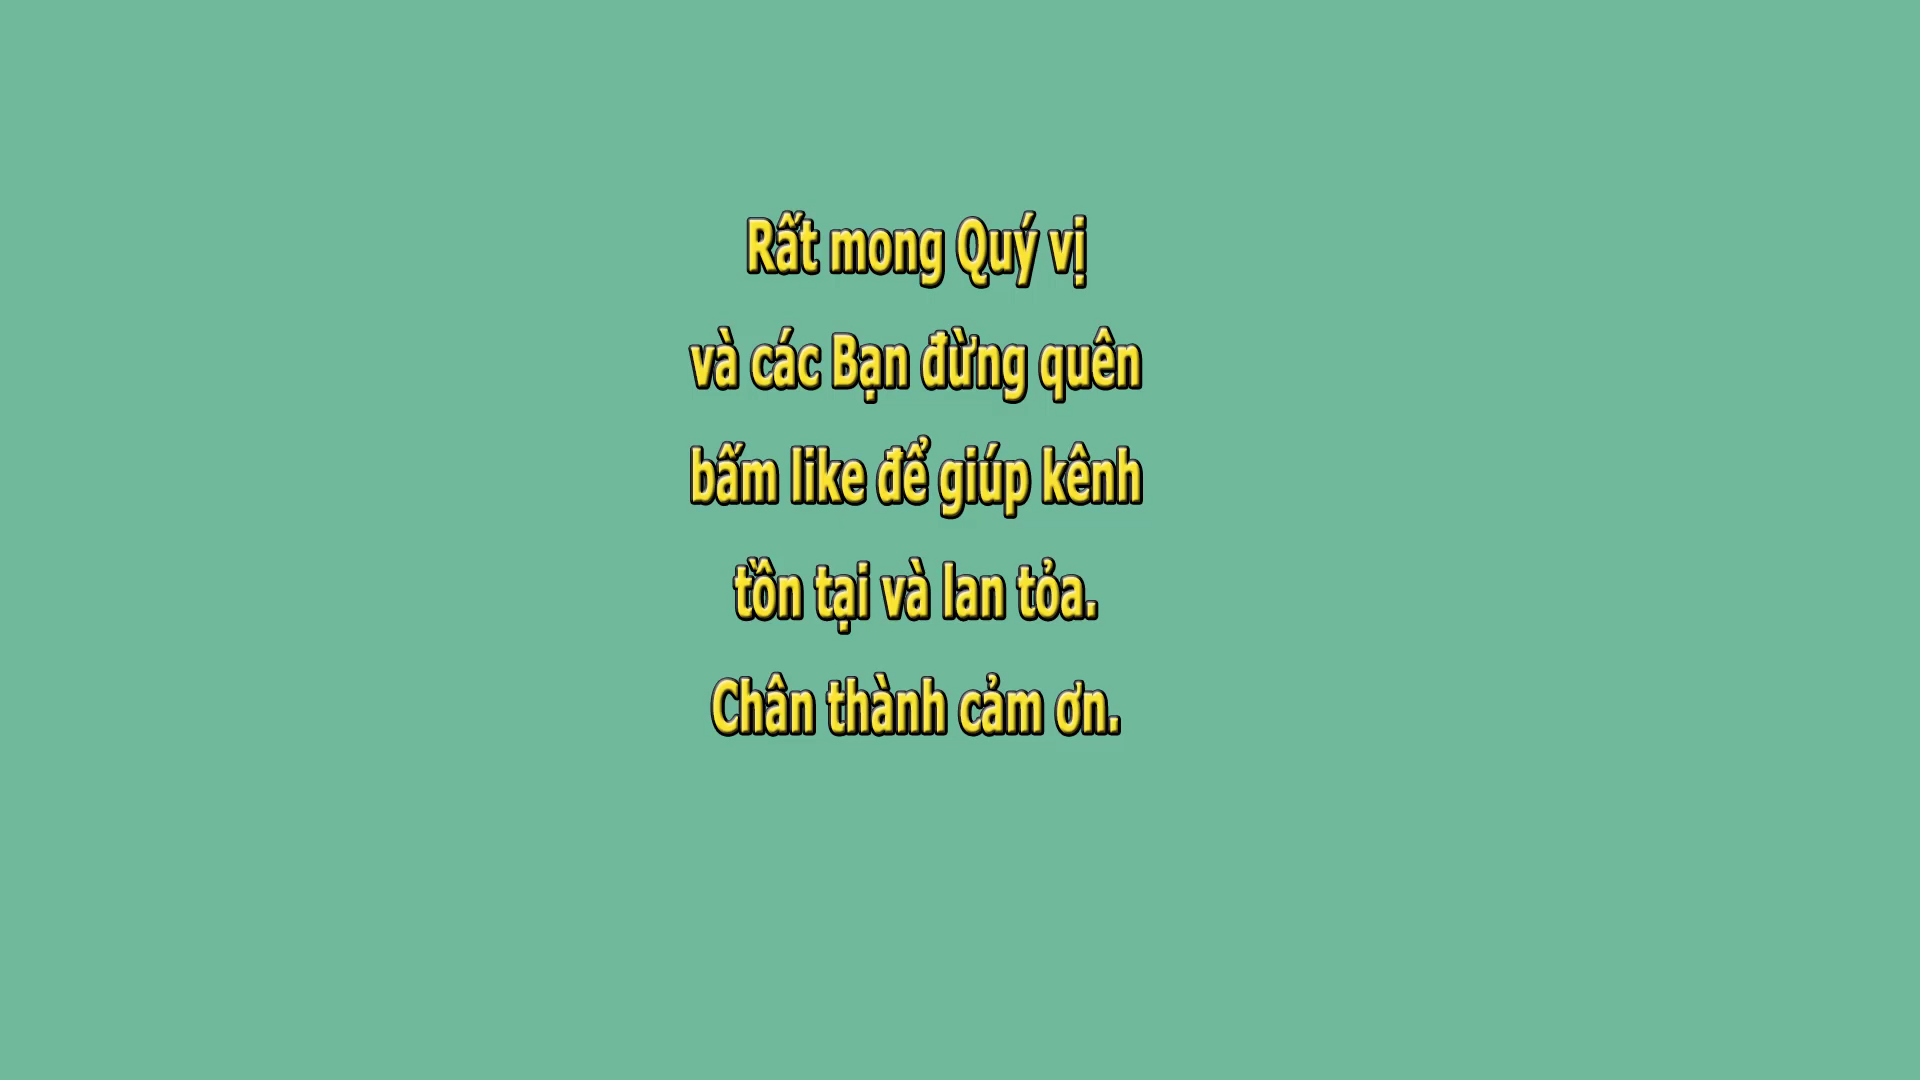 Rất mong Quý vị
và các Bạn đừng quên
bấm like để giúp kênh
tồn tại và lan tỏa.
Chân thành cảm ơn.